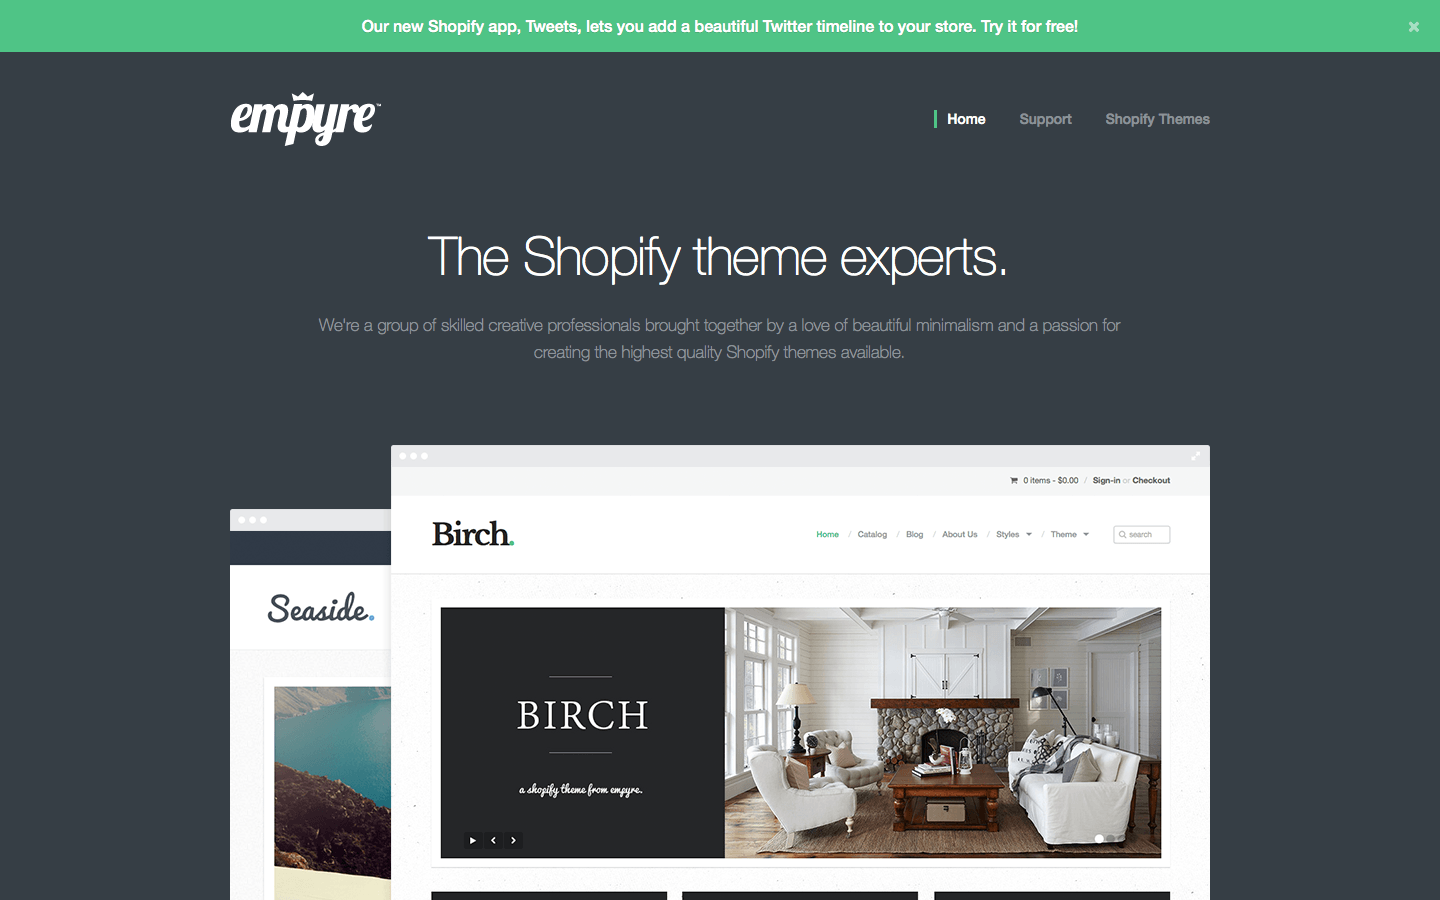 Our new Shopify app, Tweets, lets you add a beautiful Twitter timeline to your store. Try it for free!
×
empyre™
Home
Support
Shopify Themes
The Shopify theme experts.
We're a group of skilled creative professionals brought together by a love of beautiful minimalism and a passion for
creating the highest quality Shopify themes available.
0 items - $0.00 / Sign-in or Checkout
Birch.
Home / Catalog / Blog / About Us / Styles / Theme
search
Seaside.
BIRCH
a shopify theme from empyre.